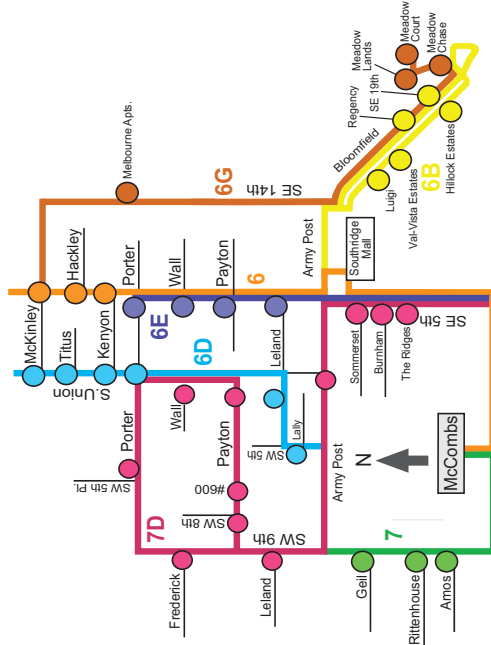 Meadow
Court
Meadow
Chase
Meadow
Lands
SE 19th
Regency
Bloomfield
6B
Hillock Estates
Val-Vista Estates
Luigi
Melbourne Apts.
6G
SE 14th
Army Post
Southridge
Mall
McKinley
Hackley
Titus
Kenyon
Porter
Wall
Payton
6
6E
6D
S.Union
Leland
Lally
SW 5th
Porter
SW 5th Pl.
Wall
Payton
#600
SW 8th
7D
SW 9th
Frederick
Leland
Army Post
Sommerset
Burnham
The Ridges
SE 5th
N
McCombs
7
Geil
Rittenhouse
Amos